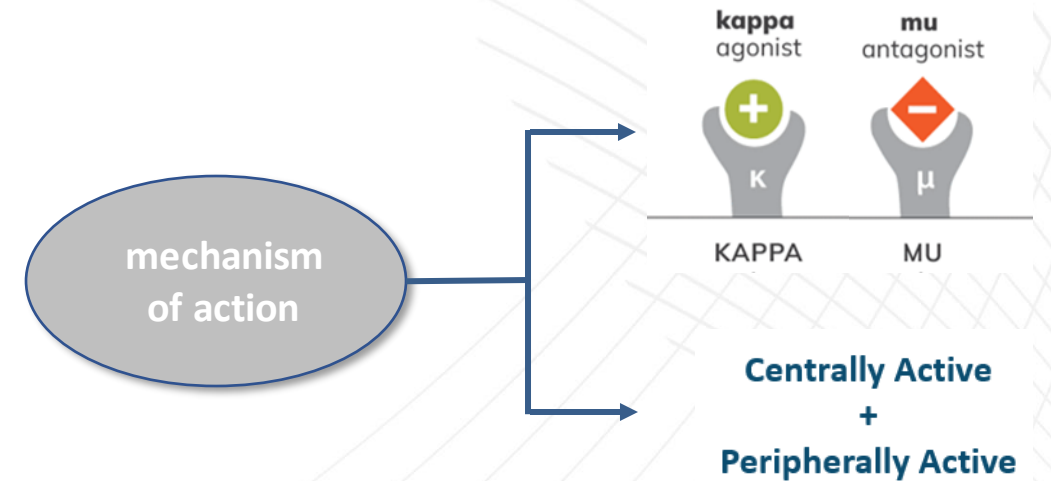 kappa
agonist
mu
antagonist
+
−
κ
μ
KAPPA
MU
mechanism
of action
Centrally Active
+
Peripherally Active